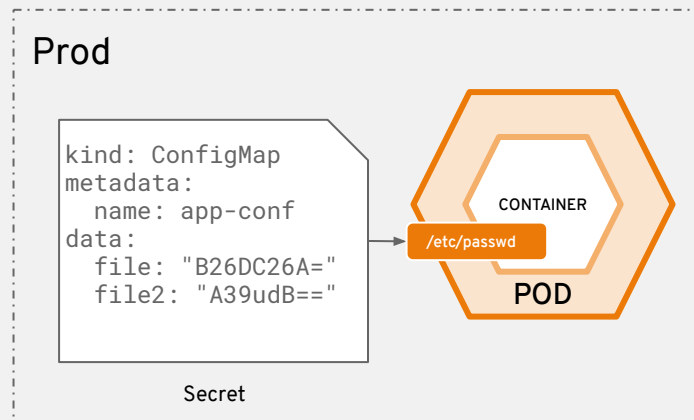 Prod
kind: ConfigMap
metadata:
  name: app-conf
data:
  file: "B26DC26A="
  file2: "A39udB=="
Secret
CONTAINER
/etc/passwd
POD